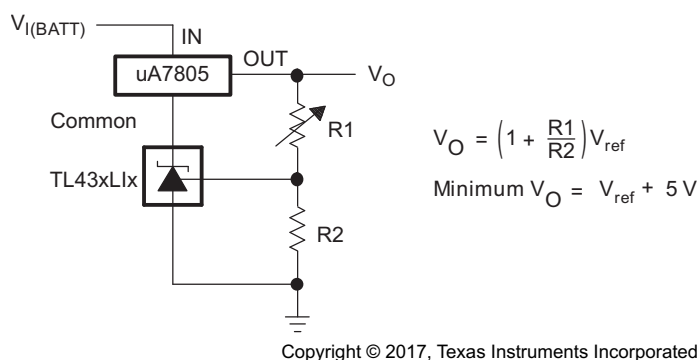 V_I(BATT)
IN
uA7805
OUT
V_O
Common
R1
TL43xLIx
R2
V_O = (1 + R1/R2) V_ref
Minimum V_O = V_ref + 5 V
Copyright © 2017, Texas Instruments Incorporated